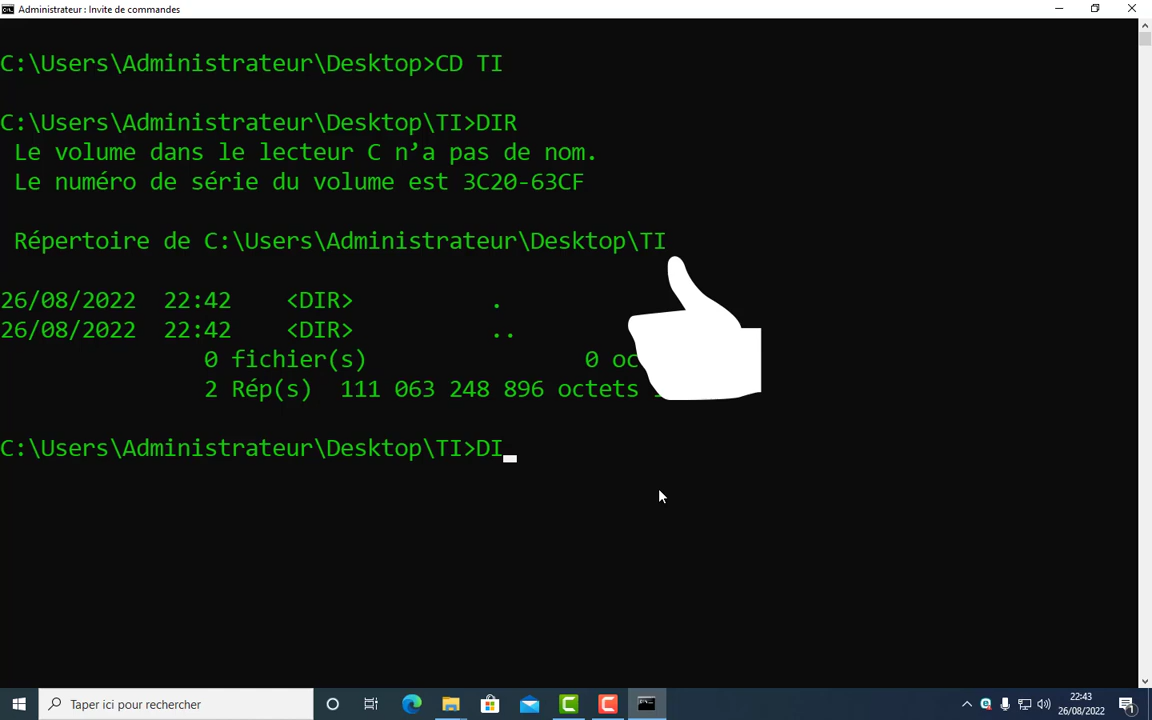 Administrateur : Invite de commandes
C:\Users\Administrateur\Desktop>CD TI
C:\Users\Administrateur\Desktop\TI>DIR
Le volume dans le lecteur C n’a pas de nom.
Le numéro de série du volume est 3C20-63CF
Répertoire de C:\Users\Administrateur\Desktop\TI
26/08/2022 22:42 <DIR> .
26/08/2022 22:42 <DIR> ..
0 fichier(s) 0
2 Rép(s) 111 063 248 896 octets
C:\Users\Administrateur\Desktop\TI>DI_
Taper ici pour rechercher
22:43
26/08/2022
1